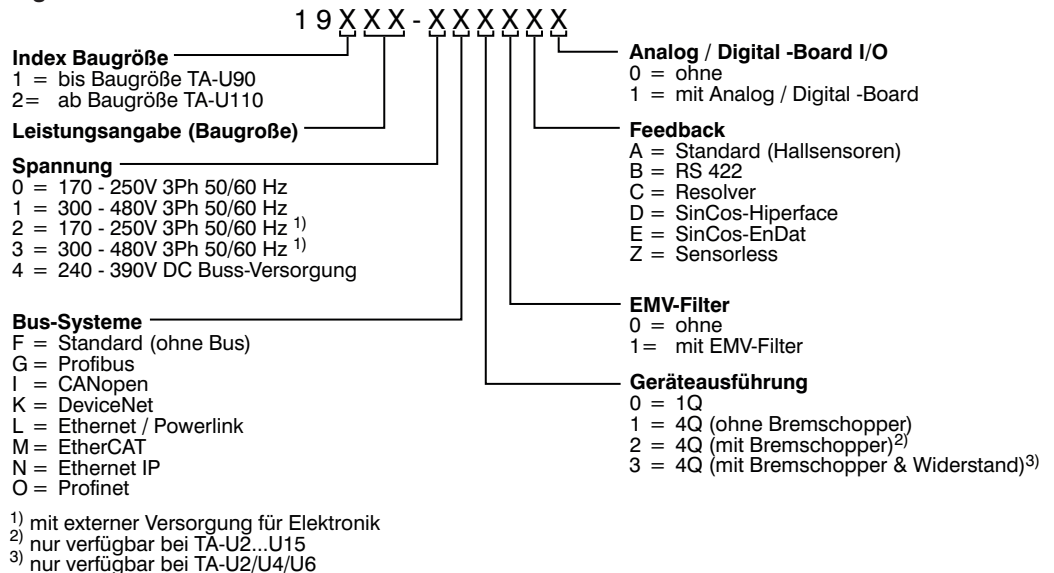 1 9 X X X - X X X X X X
Index Baugröße
1 = bis Baugröße TA-U90
2= ab Baugröße TA-U110
Leistungsangabe (Baugroße)
Spannung
0 = 170 - 250V 3Ph 50/60 Hz
1 = 300 - 480V 3Ph 50/60 Hz
2 = 170 - 250V 3Ph 50/60 Hz 1)
3 = 300 - 480V 3Ph 50/60 Hz 1)
4 = 240 - 390V DC Buss-Versorgung
Bus-Systeme
F = Standard (ohne Bus)
G = Profibus
I = CANopen
K = DeviceNet
L = Ethernet / Powerlink
M = EtherCAT
N = Ethernet IP
O = Profinet
1) mit externer Versorgung für Elektronik
2) nur verfügbar bei TA-U2...U15
3) nur verfügbar bei TA-U2/U4/U6
Analog / Digital -Board I/O
0 = ohne
1 = mit Analog / Digital -Board
Feedback
A = Standard (Hallsensoren)
B = RS 422
C = Resolver
D = SinCos-Hiperface
E = SinCos-EnDat
Z = Sensorless
EMV-Filter
0 = ohne
1= mit EMV-Filter
Geräteausführung
0 = 1Q
1 = 4Q (ohne Bremschopper)
2 = 4Q (mit Bremschopper)2)
3 = 4Q (mit Bremschopper & Widerstand)3)